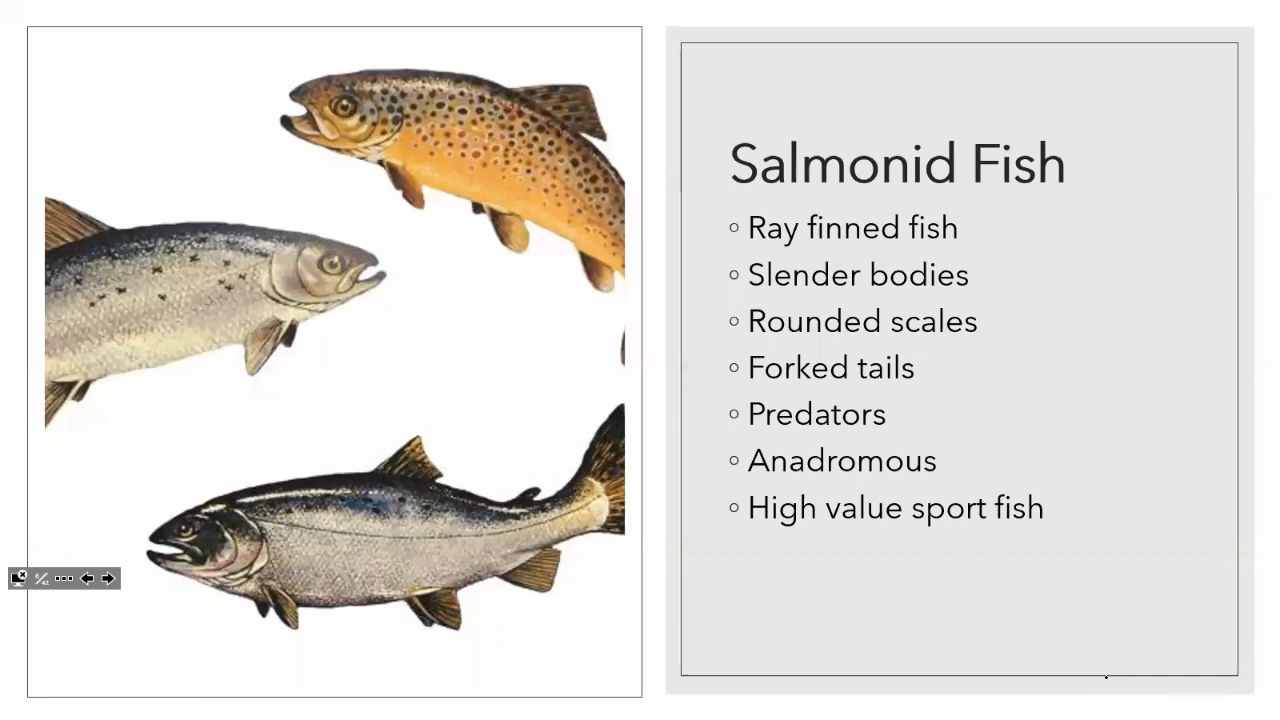 Salmonid Fish
◦ Ray finned fish
◦ Slender bodies
◦ Rounded scales
◦ Forked tails
◦ Predators
◦ Anadromous
◦ High value sport fish